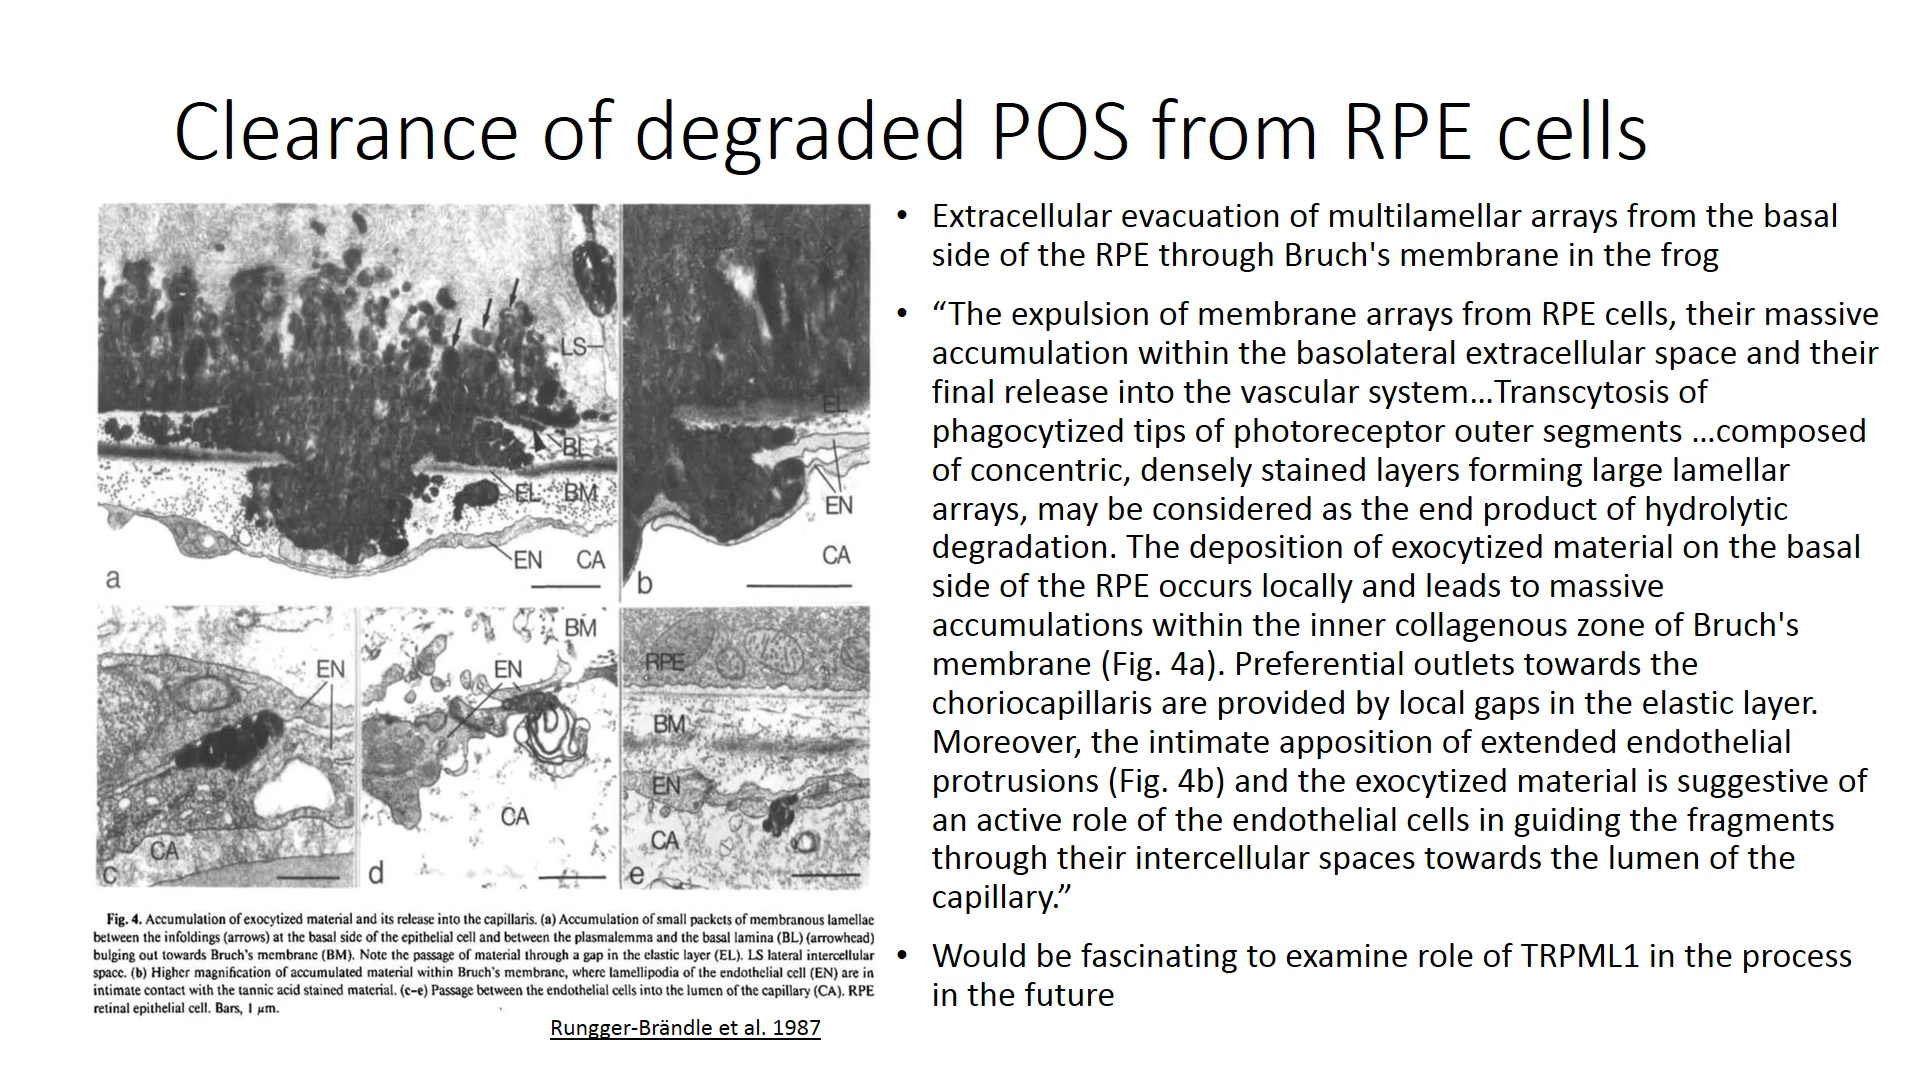 Clearance of degraded POS from RPE cells
LS
BL
EL BM
EN CA
a
EL
EN
CA
b
EN
CA
c
BM
EN
CA
d
RPE
BM
EN
CA
e
Fig. 4. Accumulation of exocytized material and its release into the capillaris. (a) Accumulation of small packets of membranous lamellae
between the infoldings (arrows) at the basal side of the epithelial cell and between the plasmalemma and the basal lamina (BL) (arrowhead)
bulging out towards Bruch's membrane (BM). Note the passage of material through a gap in the elastic layer (EL). LS lateral intercellular
space. (b) Higher magnification of accumulated material within Bruch's membrane, where lamellipodia of the endothelial cell (EN) are in
intimate contact with the tannic acid stained material. (c–e) Passage between the endothelial cells into the lumen of the capillary (CA). RPE
retinal epithelial cell. Bars, 1 μm.
Rungger-Brändle et al. 1987
• Extracellular evacuation of multilamellar arrays from the basal
side of the RPE through Bruch's membrane in the frog
• “The expulsion of membrane arrays from RPE cells, their massive
accumulation within the basolateral extracellular space and their
final release into the vascular system…Transcytosis of
phagocytized tips of photoreceptor outer segments …composed
of concentric, densely stained layers forming large lamellar
arrays, may be considered as the end product of hydrolytic
degradation. The deposition of exocytized material on the basal
side of the RPE occurs locally and leads to massive
accumulations within the inner collagenous zone of Bruch's
membrane (Fig. 4a). Preferential outlets towards the
choriocapillaris are provided by local gaps in the elastic layer.
Moreover, the intimate apposition of extended endothelial
protrusions (Fig. 4b) and the exocytized material is suggestive of
an active role of the endothelial cells in guiding the fragments
through their intercellular spaces towards the lumen of the
capillary.”
• Would be fascinating to examine role of TRPML1 in the process
in the future